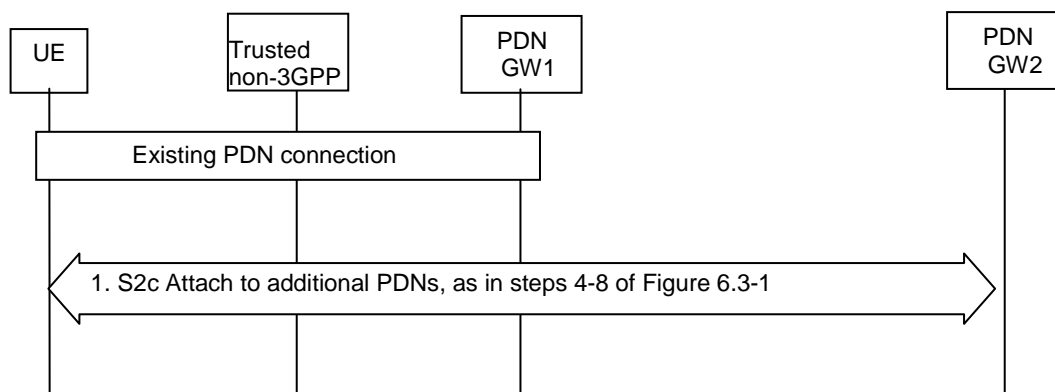 UE
Trusted
non-3GPP
PDN
GW1
PDN
GW2
Existing PDN connection
1. S2c Attach to additional PDNs, as in steps 4-8 of Figure 6.3-1